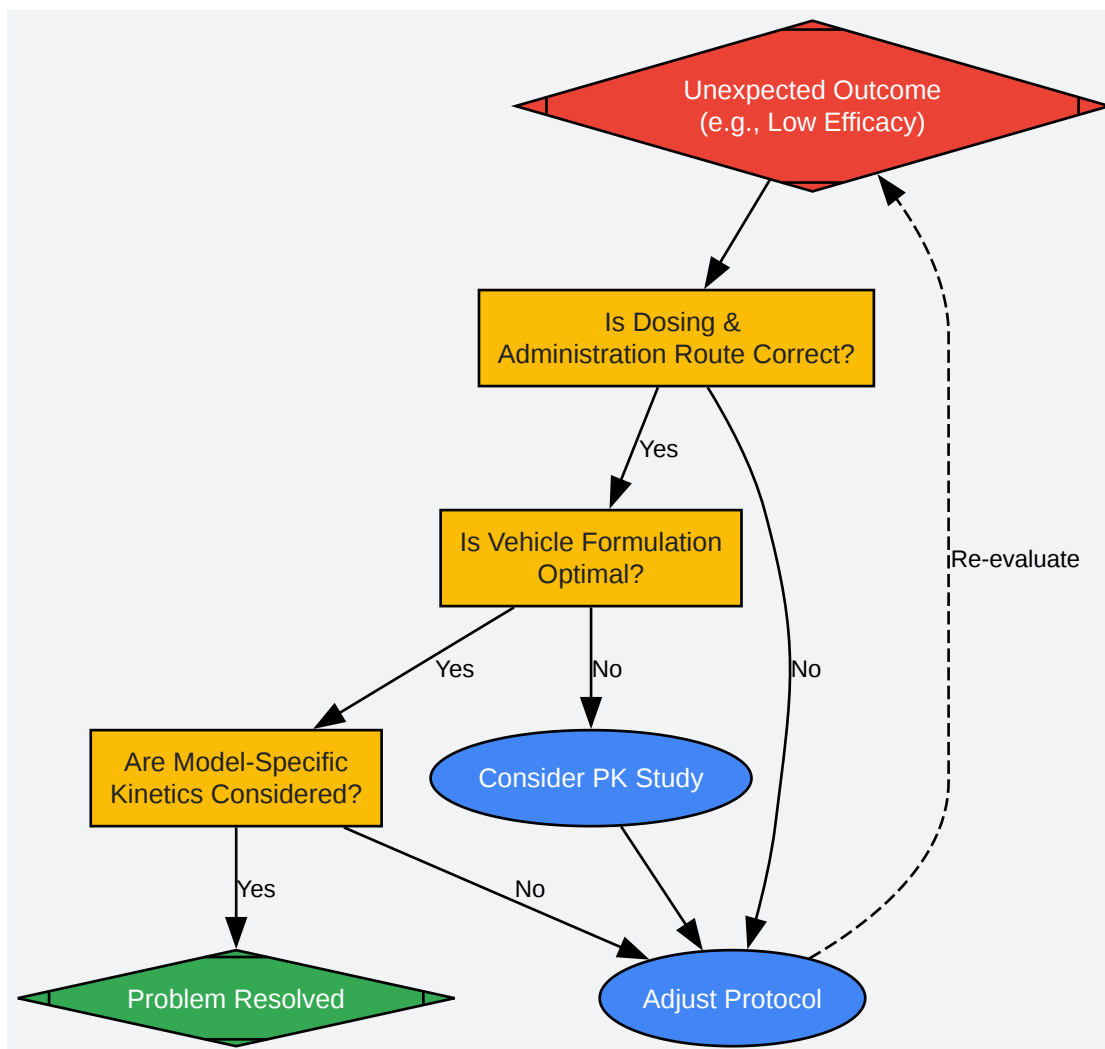 Unexpected Outcome
(e.g., Low Efficacy)
Is Dosing &
Administration Route Correct?
Yes
Is Vehicle Formulation
Optimal?
Re-evaluate
Yes
No
No
Are Model-Specific
Kinetics Considered?
Consider PK Study
Yes
No
Problem Resolved
Adjust Protocol